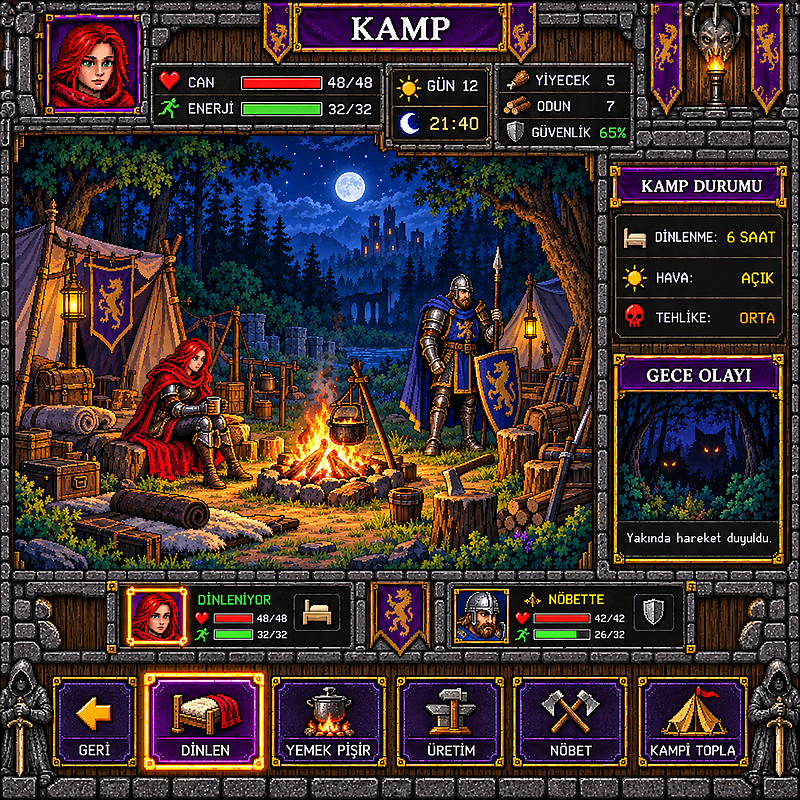 KAMP
CAN 48/48
ENERJİ 32/32
GÜN 12
21:40
YİYECEK 5
ODUN 7
GÜVENLİK 65%
KAMP DURUMU
DİNLENME: 6 SAAT
HAVA: AÇIK
TEHLİKE: ORTA
GECE OLAYI
Yakında hareket duyuldu.
DİNLENİYOR
48/48
32/32
NÖBETTE
42/42
26/32
GERİ
DİNLEN
YEMEK PİŞİR
ÜRETİM
NÖBET
KAMPI TOPLA